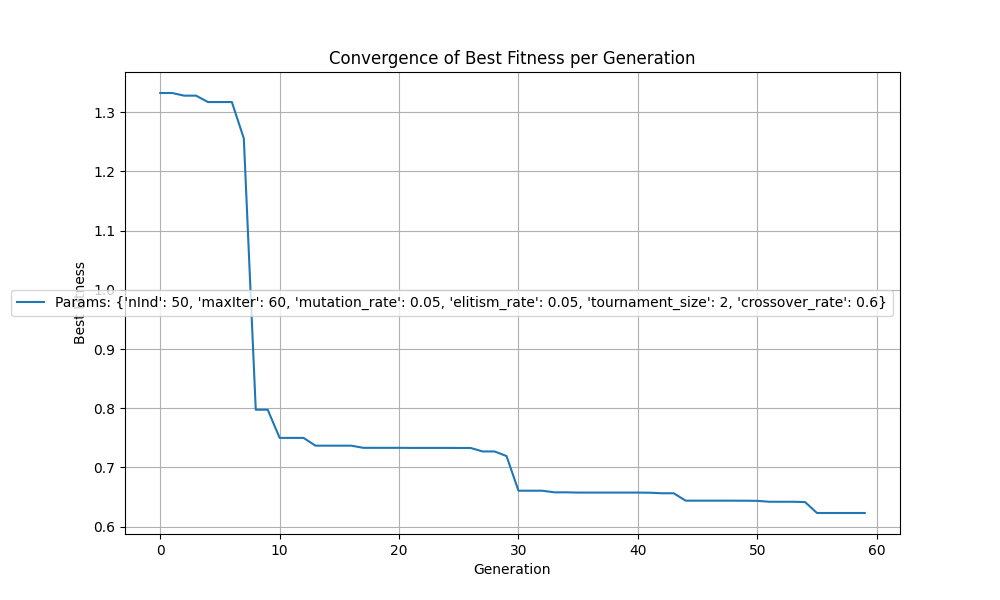 Convergence of Best Fitness per Generation
1.3
1.2
1.1
1.0
0.9
0.8
0.7
0.6
Best
Params: {'nInd': 50, 'maxIter': 60, 'mutation_rate': 0.05, 'elitism_rate': 0.05, 'tournament_size': 2, 'crossover_rate': 0.6}
0 10 20 30 40 50 60
Generation